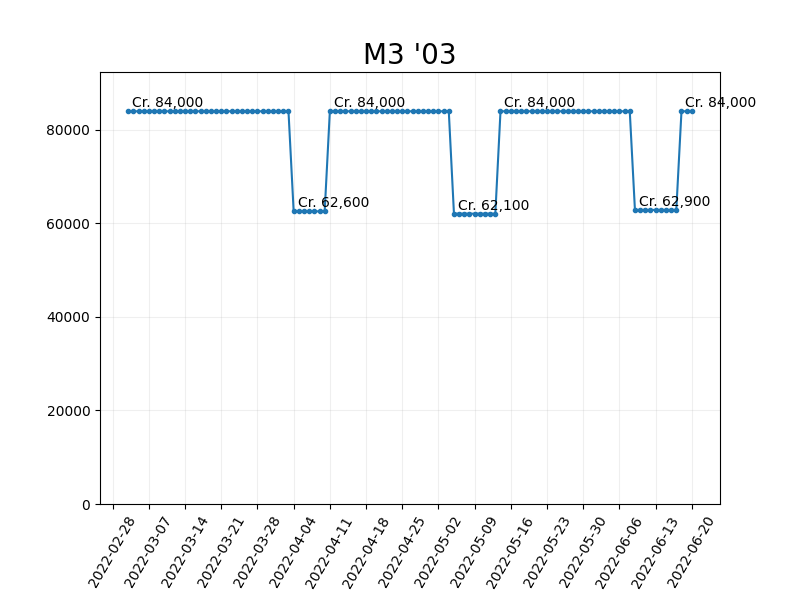 M3 '03
Cr. 84,000
Cr. 84,000
Cr. 84,000
Cr. 84,000
Cr. 62,600
Cr. 62,100
Cr. 62,900
80000
60000
40000
20000
0
2022-02-28
2022-03-07
2022-03-14
2022-03-21
2022-03-28
2022-04-04
2022-04-11
2022-04-18
2022-04-25
2022-05-02
2022-05-09
2022-05-16
2022-05-23
2022-05-30
2022-06-06
2022-06-13
2022-06-20